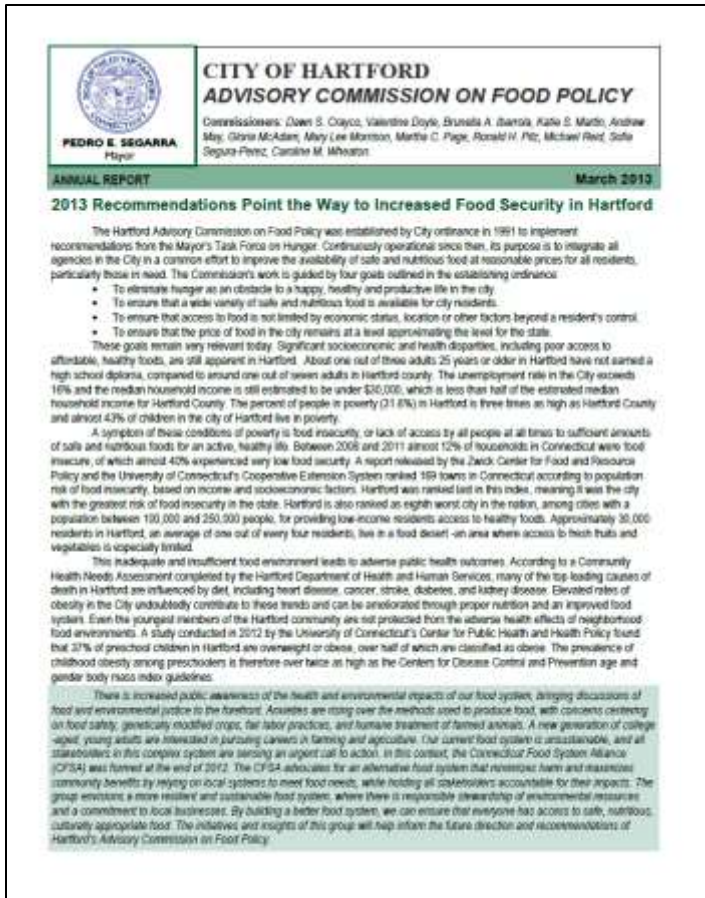 CITY OF HARTFORD
ADVISORY COMMISSION ON FOOD POLICY
Commissioners: Dawn S. Crayco, Valentine Doyle, Brunella A. Ibarrola, Katie S. Martin, Andrew
May, Gloria McAdam, Mary Lee Morrison, Martha C. Page, Ronald H. Pitz, Michael Reid, Sofia
Segura-Perez, Caroline M. Wheaton
PEDRO E. SEGARRA
Mayor
ANNUAL REPORT March 2013
2013 Recommendations Point the Way to Increased Food Security in Hartford
The Hartford Advisory Commission on Food Policy was established by City ordinance in 1991 to implement
recommendations from the Mayor's Task Force on Hunger. Continuously operational since then, its purpose is to integrate all
agencies in the City in a common effort to improve the availability of safe and nutritious food at reasonable prices for all residents,
particularly those in need. The Commission's work is guided by four goals outlined in the establishing ordinance:
• To eliminate hunger as an obstacle to a happy, healthy and productive life in the city.
• To ensure that a wide variety of safe and nutritious food is available for city residents.
• To ensure that access to food is not limited by economic status, location or other factors beyond a resident's control.
• To ensure that the price of food in the city remains at a level approximating the level for the state.
These goals remain very relevant today. Significant socioeconomic and health disparities, including poor access to
affordable, healthy foods, are still apparent in Hartford. About one out of three adults 25 years or older in Hartford have not earned a
high school diploma, compared to around one out of seven adults in Hartford county. The unemployment rate in the City exceeds
16% and the median household income is still estimated to be under $30,000, which is less than half of the estimated median
household income for Hartford County. The percent of people in poverty (31.6%) in Hartford is three times as high as Hartford County
and almost 43% of children in the city of Hartford live in poverty.
A symptom of these conditions of poverty is food insecurity, or lack of access by all people at all times to sufficient amounts
of safe and nutritious foods for an active, healthy life. Between 2008 and 2011 almost 12% of households in Connecticut were food
insecure, of which almost 40% experienced very low food security. A report released by the Zwick Center for Food and Resource
Policy and the University of Connecticut's Cooperative Extension System ranked 169 towns in Connecticut according to population
risk of food insecurity, based on income and socioeconomic factors. Hartford was ranked last in this index, meaning it was the city
with the greatest risk of food insecurity in the state. Hartford is also ranked as eighth worst city in the nation, among cities with a
population between 100,000 and 250,000 people, for providing low-income residents access to healthy foods. Approximately 30,000
residents in Hartford, an average of one out of every four residents, live in a food desert -an area where access to fresh fruits and
vegetables is especially limited.
This inadequate and insufficient food environment leads to adverse public health outcomes. According to a Community
Health Needs Assessment completed by the Hartford Department of Health and Human Services, many of the top leading causes of
death in Hartford are influenced by diet, including heart disease, cancer, stroke, diabetes, and kidney disease. Elevated rates of
obesity in the City undoubtedly contribute to these trends and can be ameliorated through proper nutrition and an improved food
system. Even the youngest members of the Hartford community are not protected from the adverse health effects of neighborhood
food environments. A study conducted in 2012 by the University of Connecticut's Center for Public Health and Health Policy found
that 37% of preschool children in Hartford are overweight or obese, over half of which are classified as obese. The prevalence of
childhood obesity among preschoolers is therefore over twice as high as the Centers for Disease Control and Prevention age and
gender body mass index guidelines.
There is increased public awareness of the health and environmental impacts of our food system, bringing discussions of
food and environmental justice to the forefront. Anxieties are rising over the methods used to produce food, with concerns centering
on food safety, genetically modified crops, fair labor practices, and humane treatment of farmed animals. A new generation of college
-aged, young adults are interested in pursuing careers in farming and agriculture. Our current food system is unsustainable, and all
stakeholders in this complex system are sensing an urgent call to action. In this context, the Connecticut Food System Alliance
(CFSA) was formed at the end of 2012. The CFSA advocates for an alternative food system that minimizes harm and maximizes
community benefits by relying on local systems to meet food needs, while holding all stakeholders accountable for their impacts. The
group envisions a more resilient and sustainable food system, where there is responsible stewardship of environmental resources
and a commitment to local businesses. By building a better food system, we can ensure that everyone has access to safe, nutritious,
culturally appropriate food. The initiatives and insights of this group will help inform the future direction and recommendations of
Hartford's Advisory Commission on Food Policy.